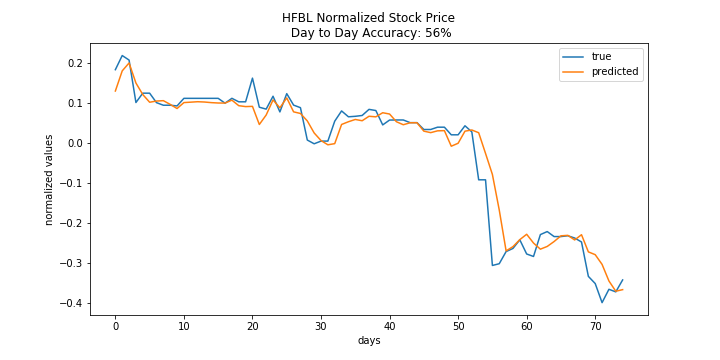 HFBL Normalized Stock Price
Day to Day Accuracy: 56%
true
predicted
normalized values
0.2
0.1
0.0
−0.1
−0.2
−0.3
−0.4
0 10 20 30 40 50 60 70
days